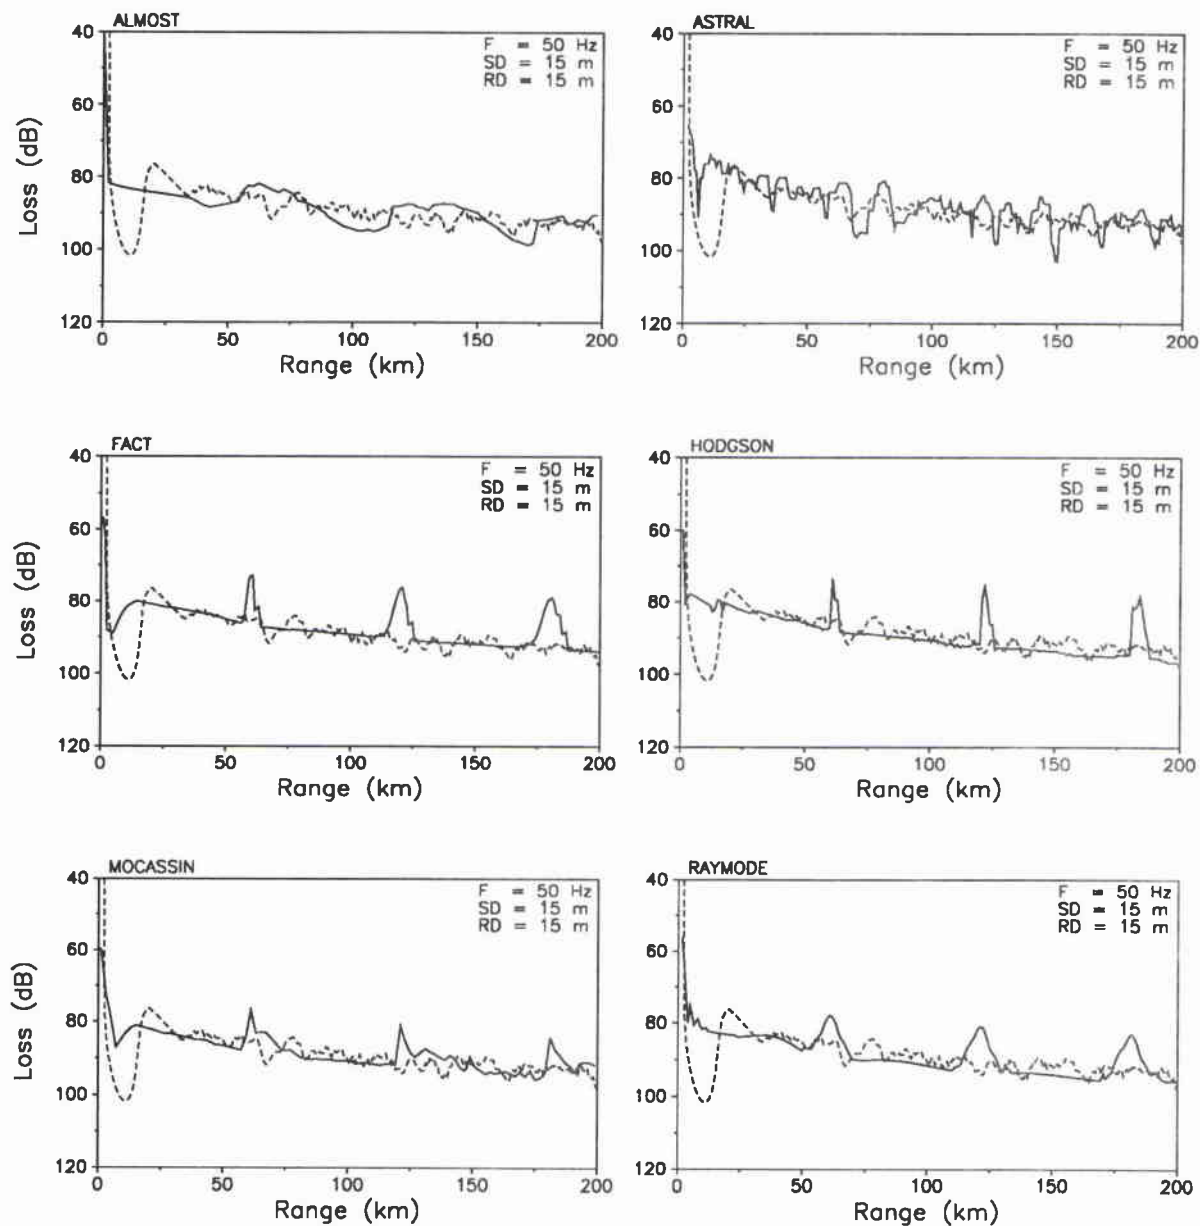 ALMOST
F = 50 Hz
SD = 15 m
RD = 15 m
40
60
80
100
120
Loss (dB)
0 50 100 150 200
Range (km)
ASTRAL
F = 50 Hz
SD = 15 m
RD = 15 m
40
60
80
100
120
0 50 100 150 200
Range (km)
FACT
F = 50 Hz
SD = 15 m
RD = 15 m
40
60
80
100
120
Loss (dB)
0 50 100 150 200
Range (km)
HODGSON
F = 50 Hz
SD = 15 m
RD = 15 m
40
60
80
100
120
0 50 100 150 200
Range (km)
MOCASSIN
F = 50 Hz
SD = 15 m
RD = 15 m
40
60
80
100
120
Loss (dB)
0 50 100 150 200
Range (km)
RAYMODE
F = 50 Hz
SD = 15 m
RD = 15 m
40
60
80
100
120
0 50 100 150 200
Range (km)